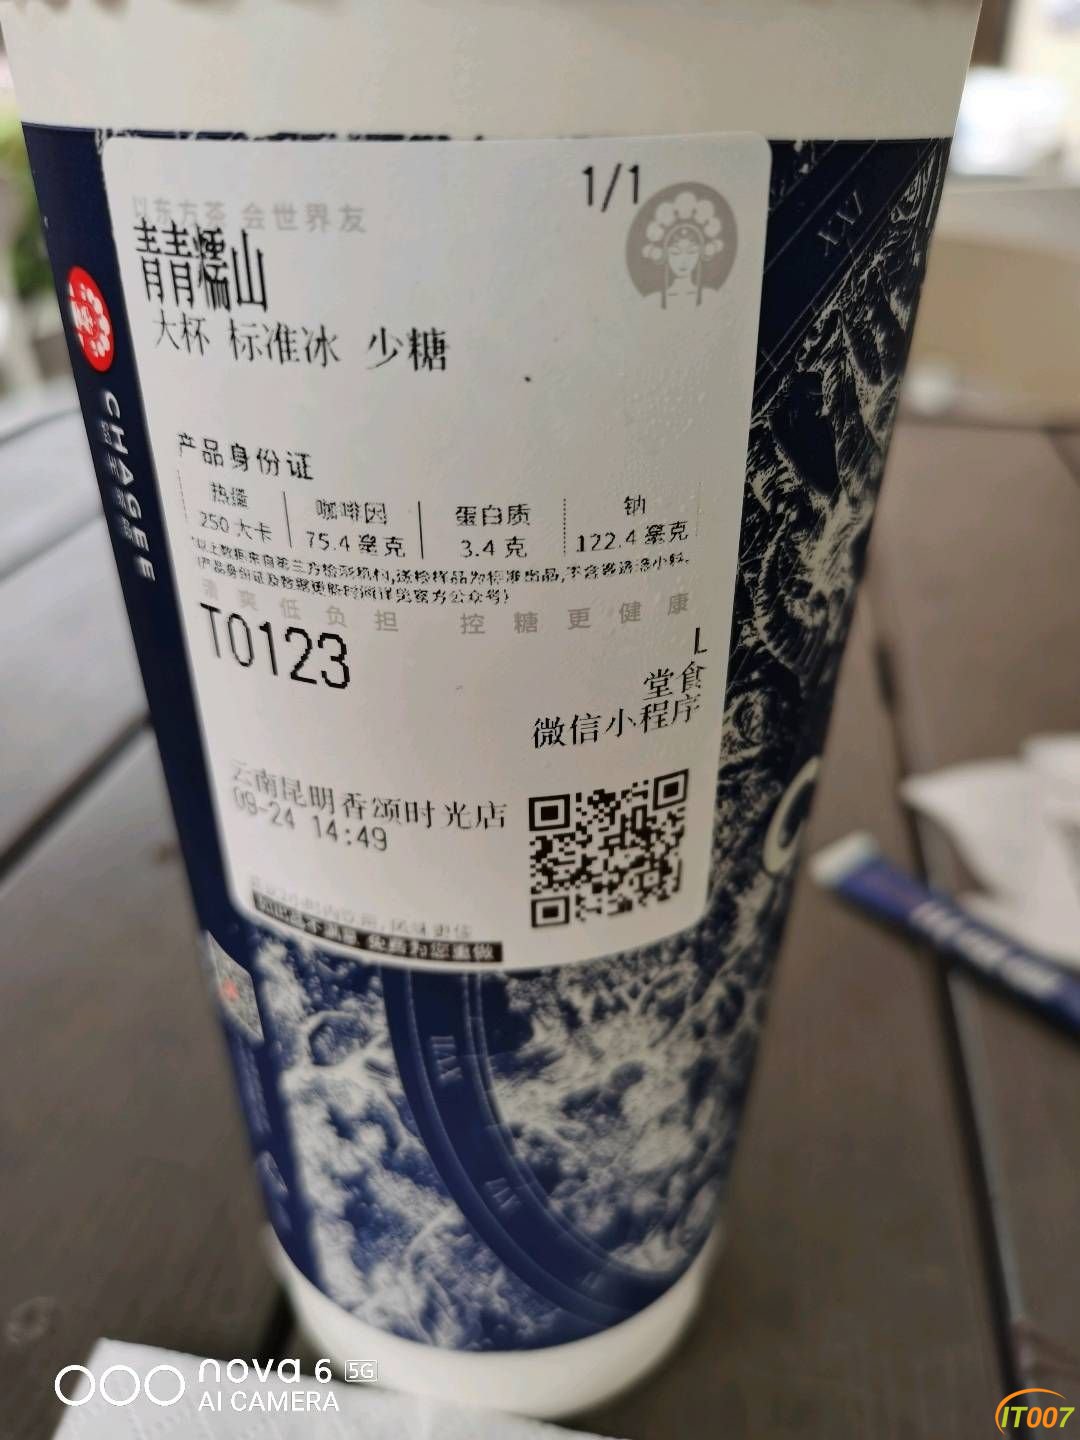 1/1
以东方茶 会世界友
青青糯山
大杯 标准冰 少糖
产品身份证
热量 咖啡因 蛋白质 钠
250大卡 75.4毫克 3.4克 122.4毫克
清爽低负担 控糖更健康
T0123
L
堂食
微信小程序
云南昆明香颂时光店
09-24 14:49
CHAGEE
nova 6 5G
AI CAMERA
IT007